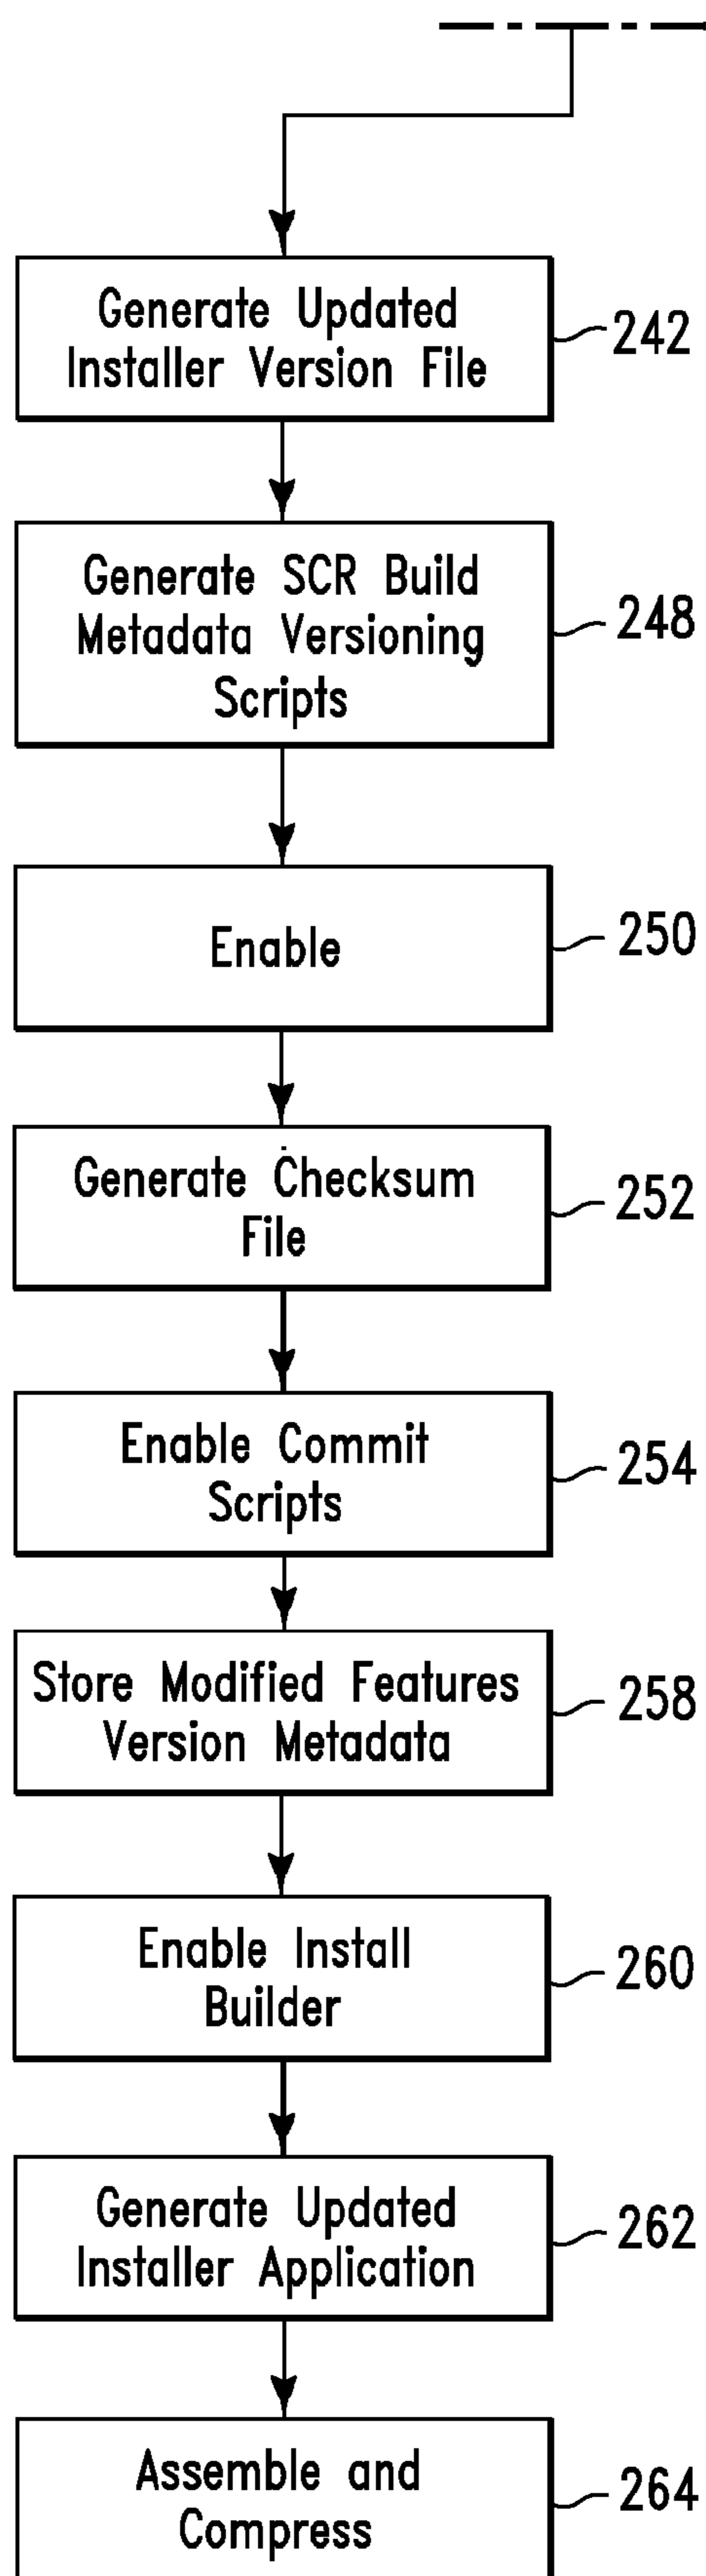 Generate Updated
Installer Version File
242
Generate SCR Build
Metadada Versioning
Scripts
248
Enable
250
Generate Checksum
File
252
Enable Commit
Scripts
254
Store Modified Features
Version Metadata
258
Enable Install
Builder
260
Generate Updated
Installer Application
262
Assemble and
Compress
264